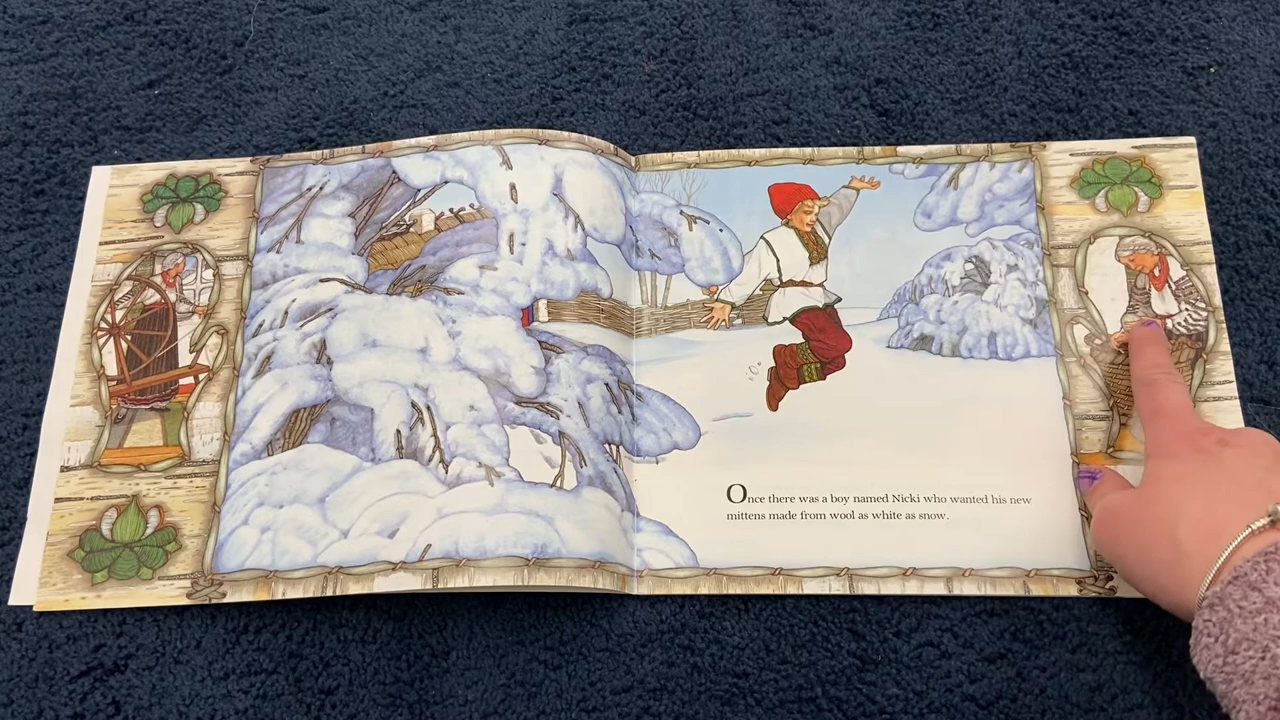 Once there was a boy named Nicki who wanted his new
mittens made from wool as white as snow.